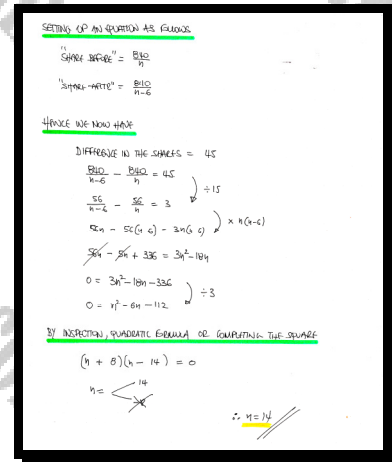 SETTING UP AN EQUATION AS FOLLOWS
"SHARE BEFORE" = 840/n
"SHARE-AFTER" = 840/n-6
HENCE WE NOW HAVE
DIFFERENCE IN THE SHARES = 45
840/n-6 - 840/n = 45
÷15
56/n-6 - 56/n = 3
× n(n-6)
56n - 56(n-6) = 3n(n-6)
56n - 56n + 336 = 3n²-18n
0 = 3n²-18n-336
÷3
0 = n²-6n-112
BY INSPECTION, QUADRATIC FORMULA OR COMPLETING THE SQUARE
(n + 8)(n - 14) = 0
n= 14
∴ n=14